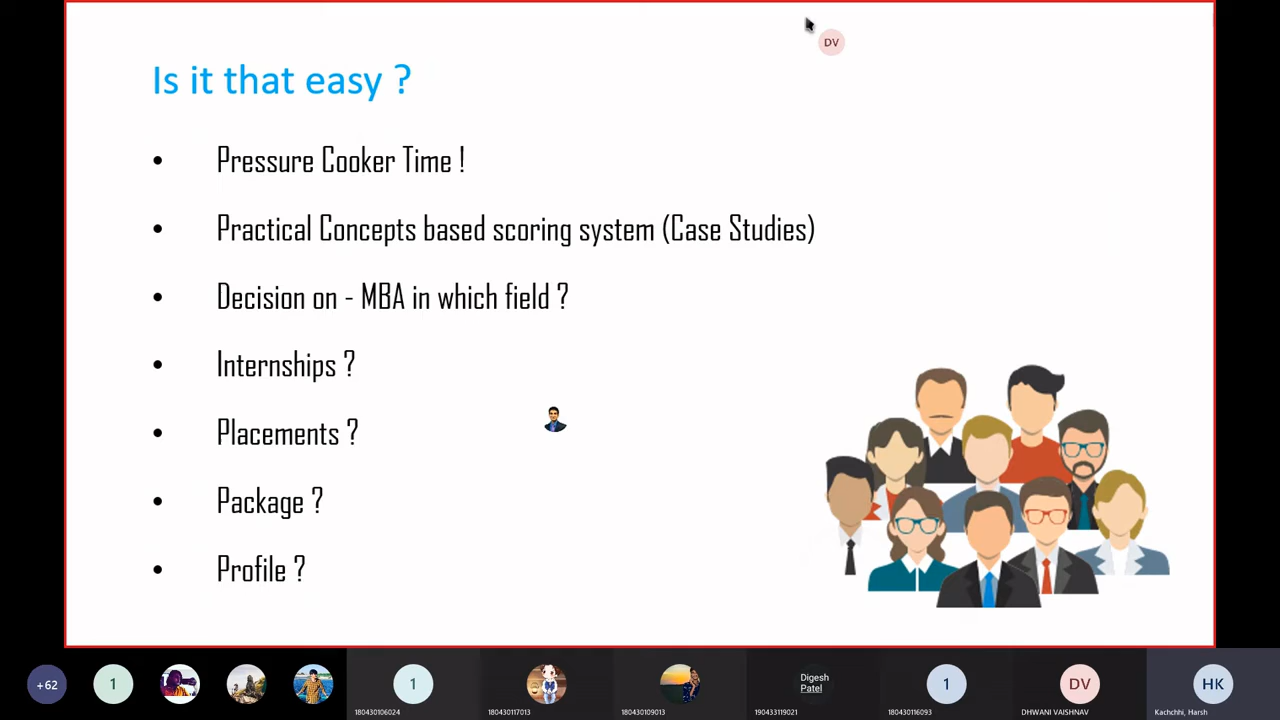 DV
Is it that easy ?
• Pressure Cooker Time !
• Practical Concepts based scoring system (Case Studies)
• Decision on - MBA in which field ?
• Internships ?
• Placements ?
• Package ?
• Profile ?
+62
1
1
180430106024
180430117013
180430109013
Digesh
Patel
190433119021
1
180430116093
DV
DHWANI VAISHNAV
HK
Kachchhi, Harsh